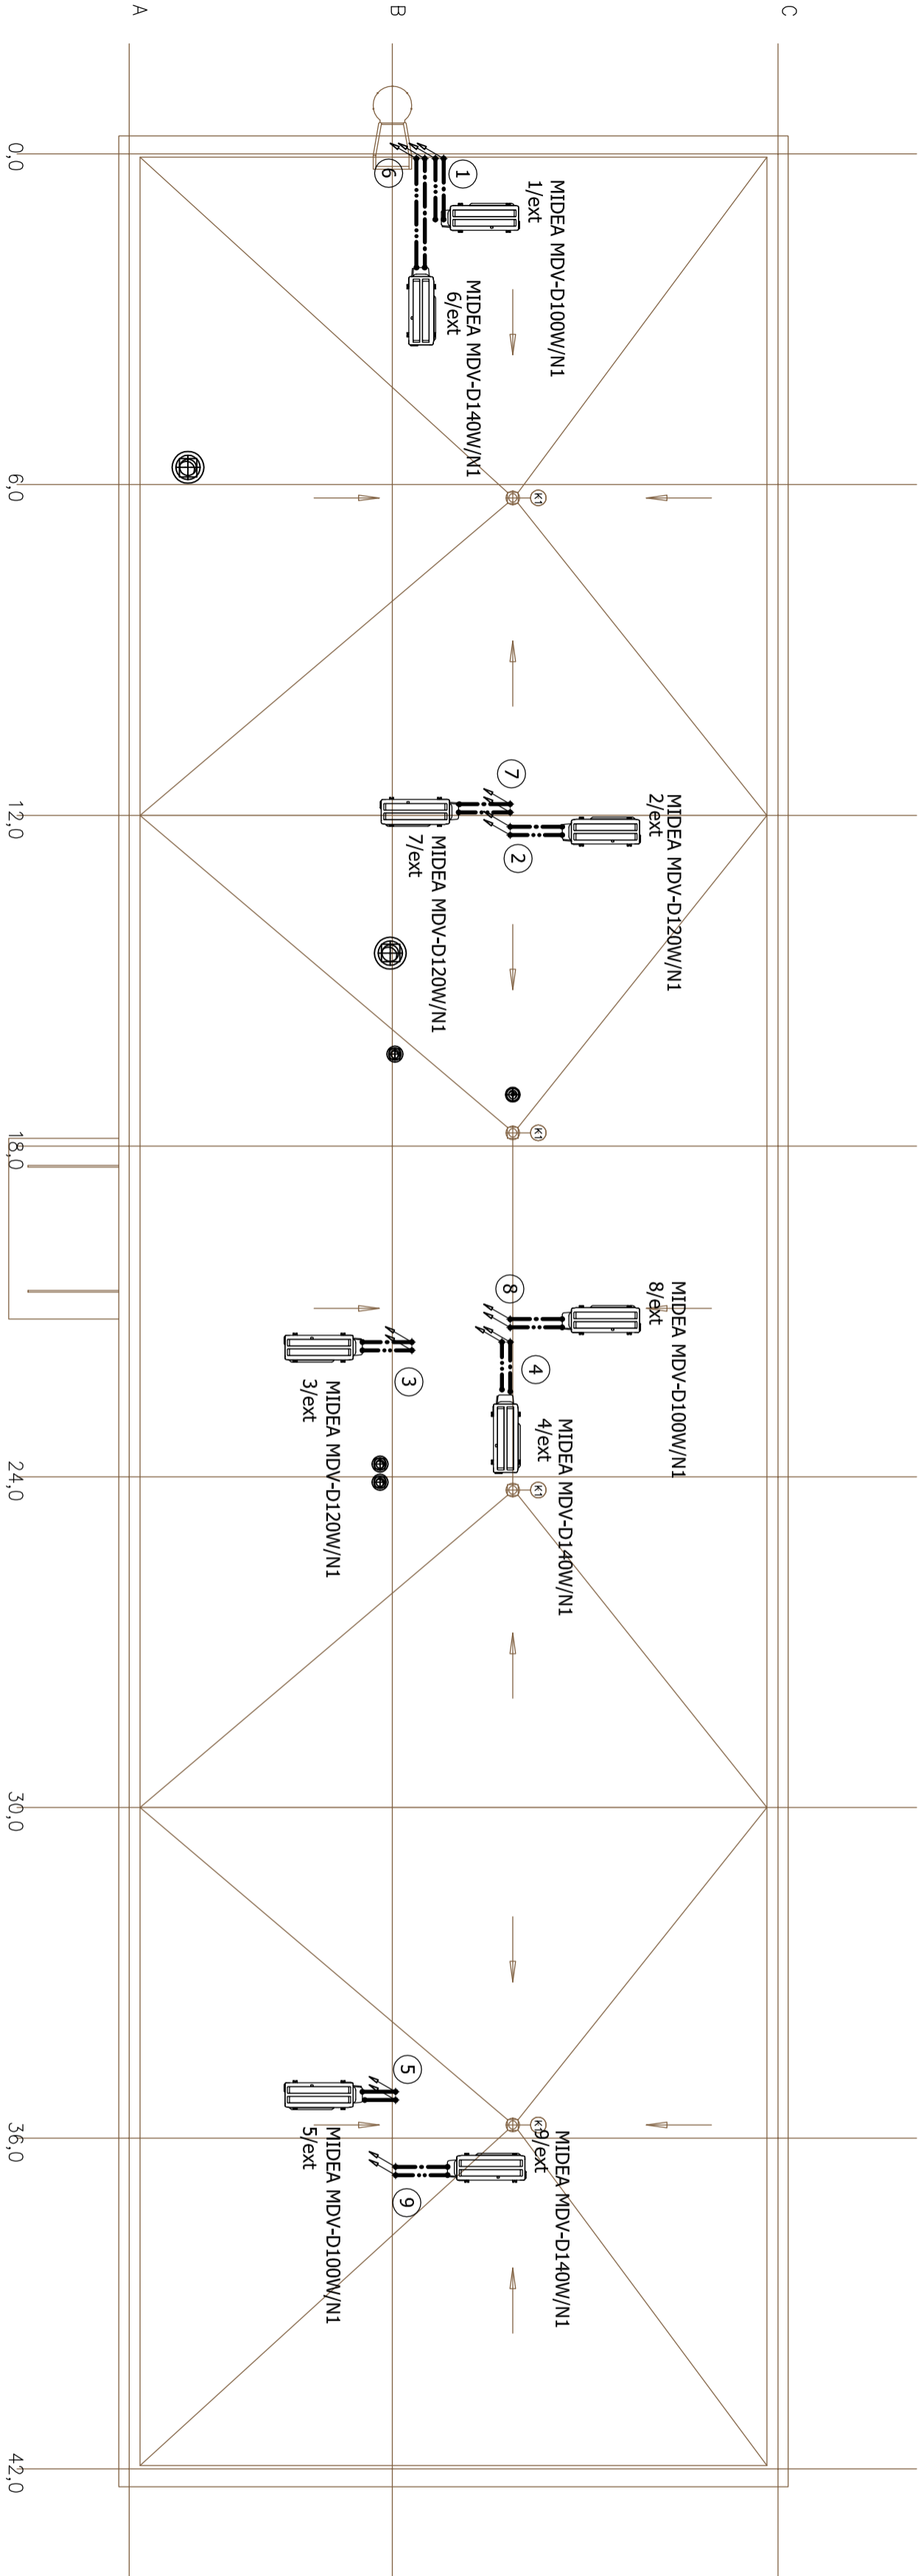 A
B
C
0,0
6
1
MIDEA MDV-D100W/N1
1/ext
MIDEA MDV-D140W/N1
6/ext
6,0
K1
7
MIDEA MDV-D120W/N1
2/ext
12,0
2
MIDEA MDV-D120W/N1
7/ext
K1
18,0
8
MIDEA MDV-D100W/N1
8/ext
4
3
MIDEA MDV-D120W/N1
3/ext
MIDEA MDV-D140W/N1
4/ext
24,0
K1
30,0
5
36,0
MIDEA MDV-D100W/N1
5/ext
K1
MIDEA MDV-D140W/N1
9/ext
9
42,0